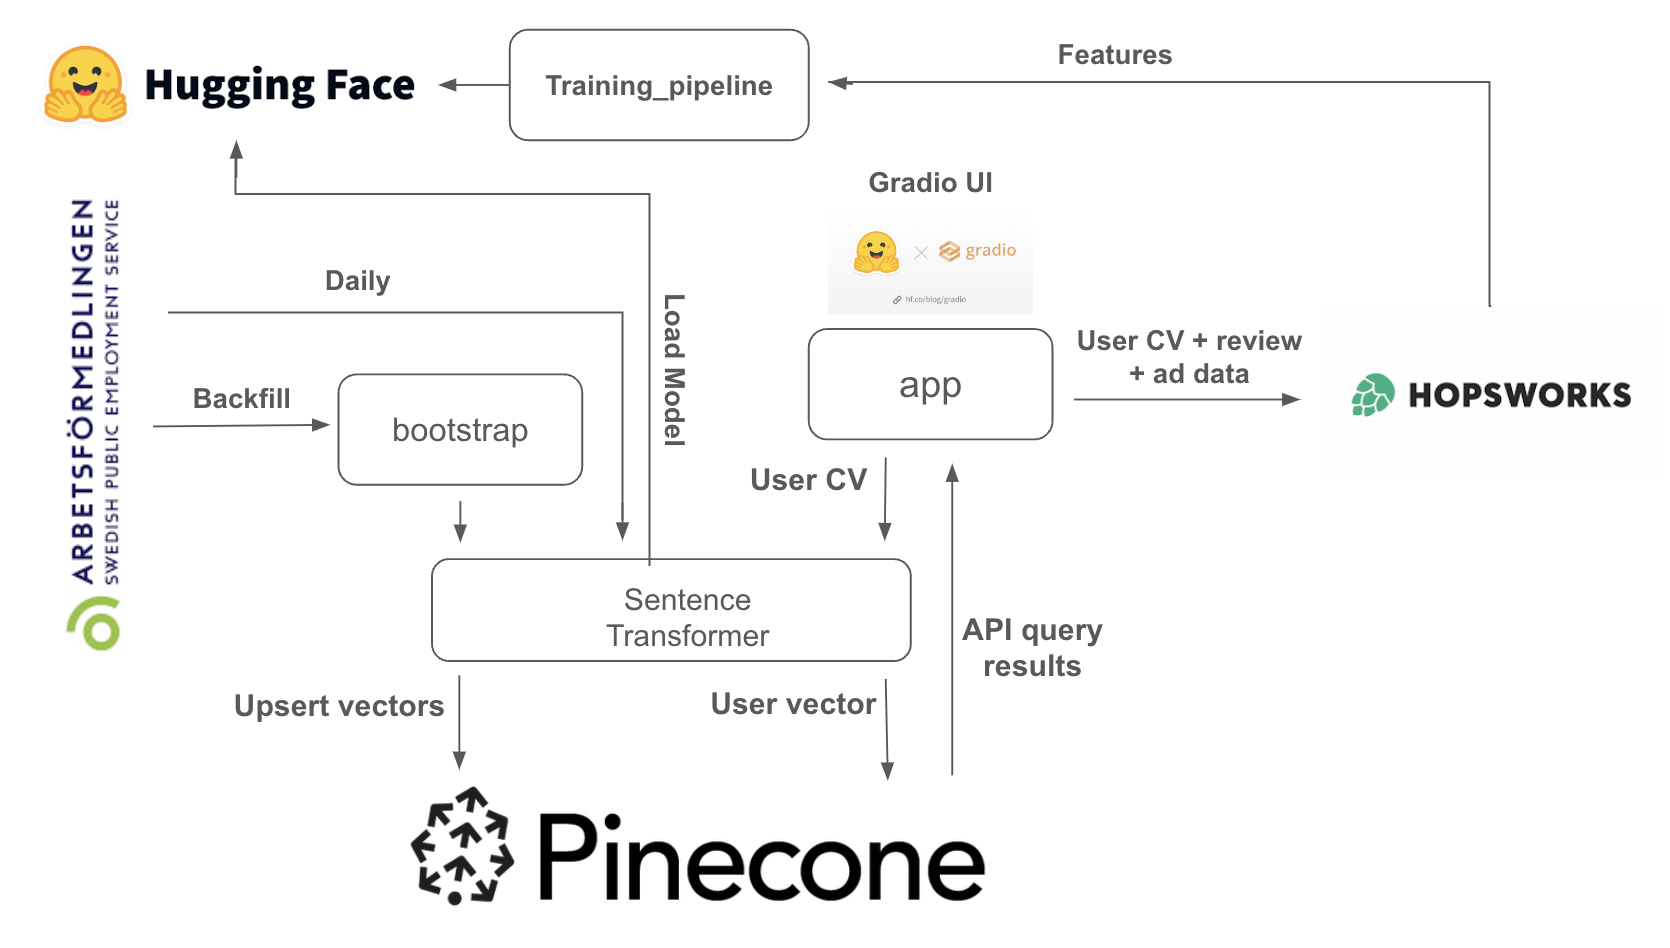 Hugging Face
Training_pipeline
Features
Gradio UI
gradio
hf.co/blog/gradio
ARBETSFÖRMEDLINGEN
SWEDISH PUBLIC EMPLOYMENT SERVICE
Daily
Load Model
Backfill
bootstrap
app
User CV + review
+ ad data
HOPSWORKS
User CV
Sentence
Transformer
API query
results
Upsert vectors
User vector
Pinecone